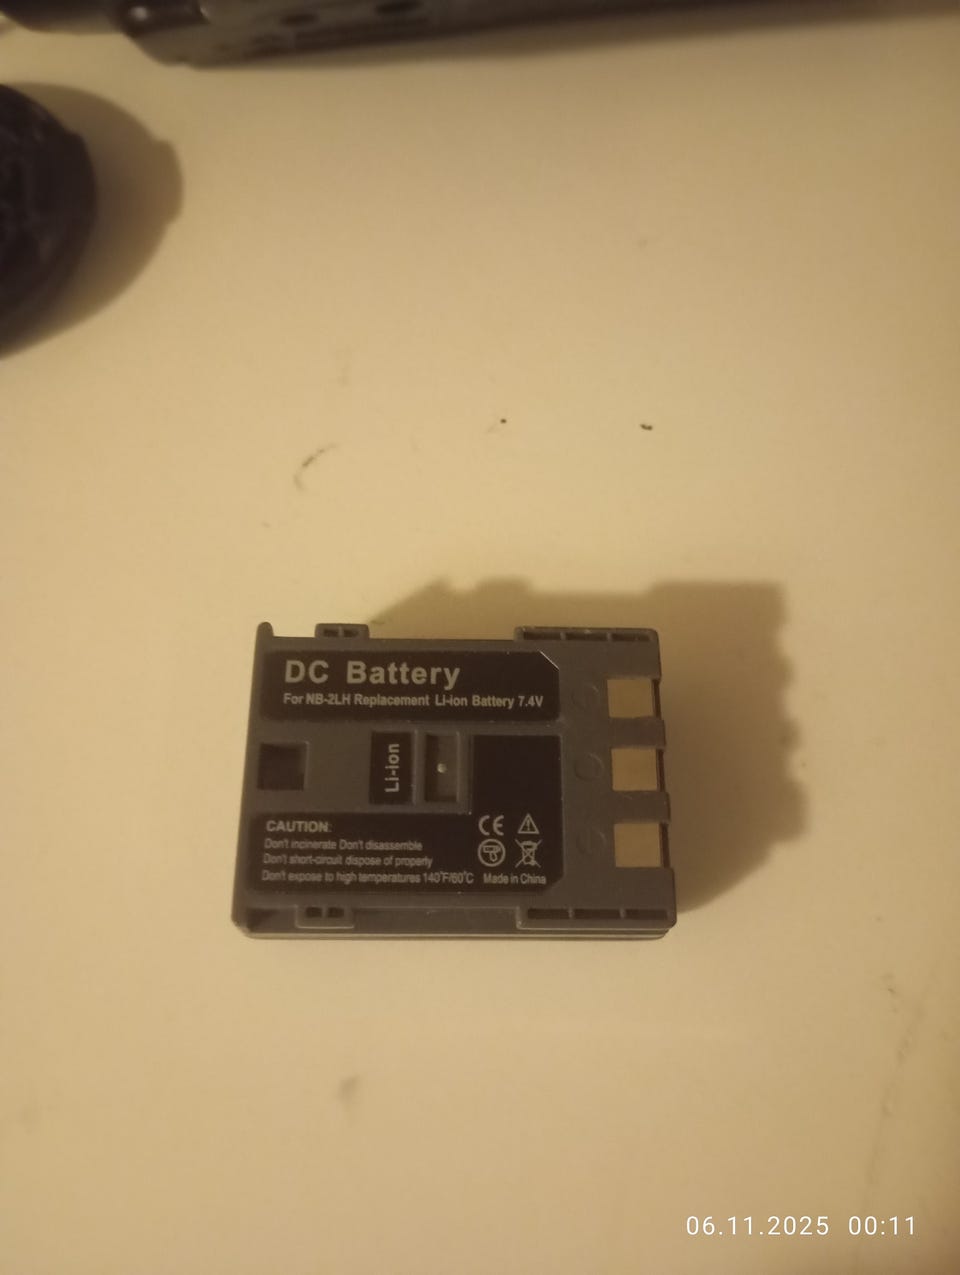 DC Battery
For NB-2LH Replacement Li-ion Battery 7.4V
Li-ion
CAUTION:
Don't incinerate Don't disassemble
Don't short-circuit dispose of properly
Don't expose to high temperatures 140°F/60°C
CE
Made in China
06.11.2025 00:11